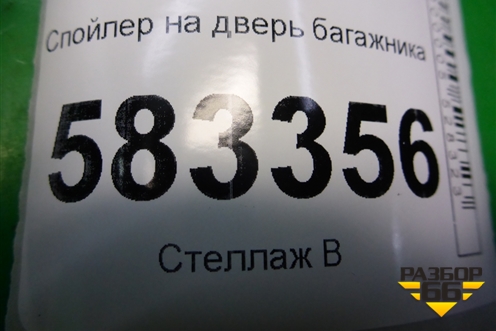 Спойлер на дверь багажника
583356
Стеллаж В
РАЗБОР
66